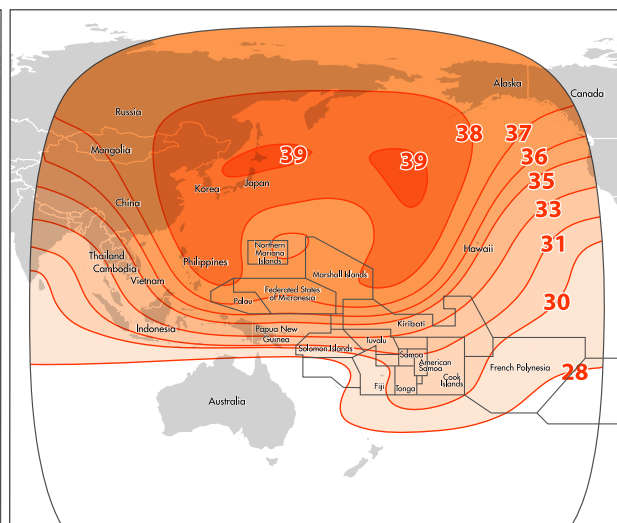 Alaska
Canada
Russia
38
37
Mongolia
39
39
36
Korea
Japan
35
China
33
31
Northern
Mariana
Islands
Hawaii
Thailand
Cambodia
Philippines
Marshall Islands
Vietnam
Federated States
of Micronesia
Palau
30
Indonesia
Papua New
Guinea
Kiribati
Tuvalu
Solomon Islands
Samoa
American
Samoa
French Polynesia
28
Cook
Islands
Fiji
Tonga
Australia